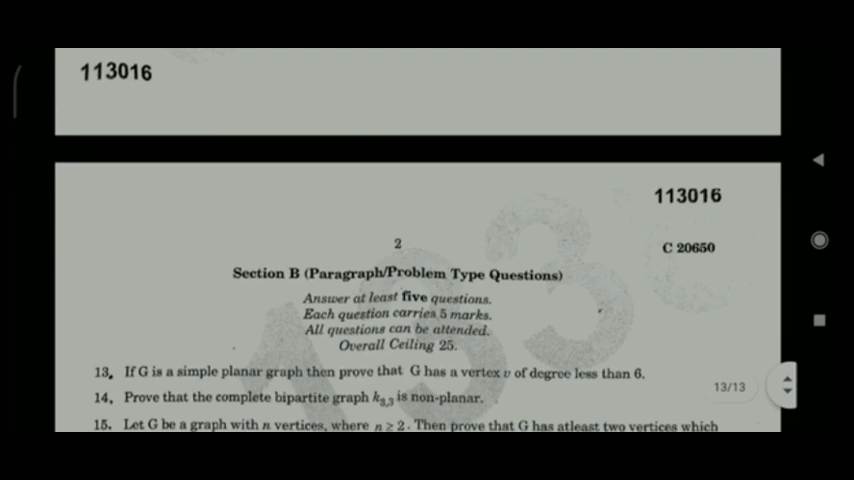 113016
113016
2
C 20650
Section B (Paragraph/Problem Type Questions)
Answer at least five questions.
Each question carries 5 marks.
All questions can be attended.
Overall Ceiling 25.
13. If G is a simple planar graph then prove that G has a vertex v of degree less than 6.
13/13
14, Prove that the complete bipartite graph k3,3 is non-planar.
15. Let G be a graph with n vertices, where n ≥ 2. Then prove that G has atleast two vertices which